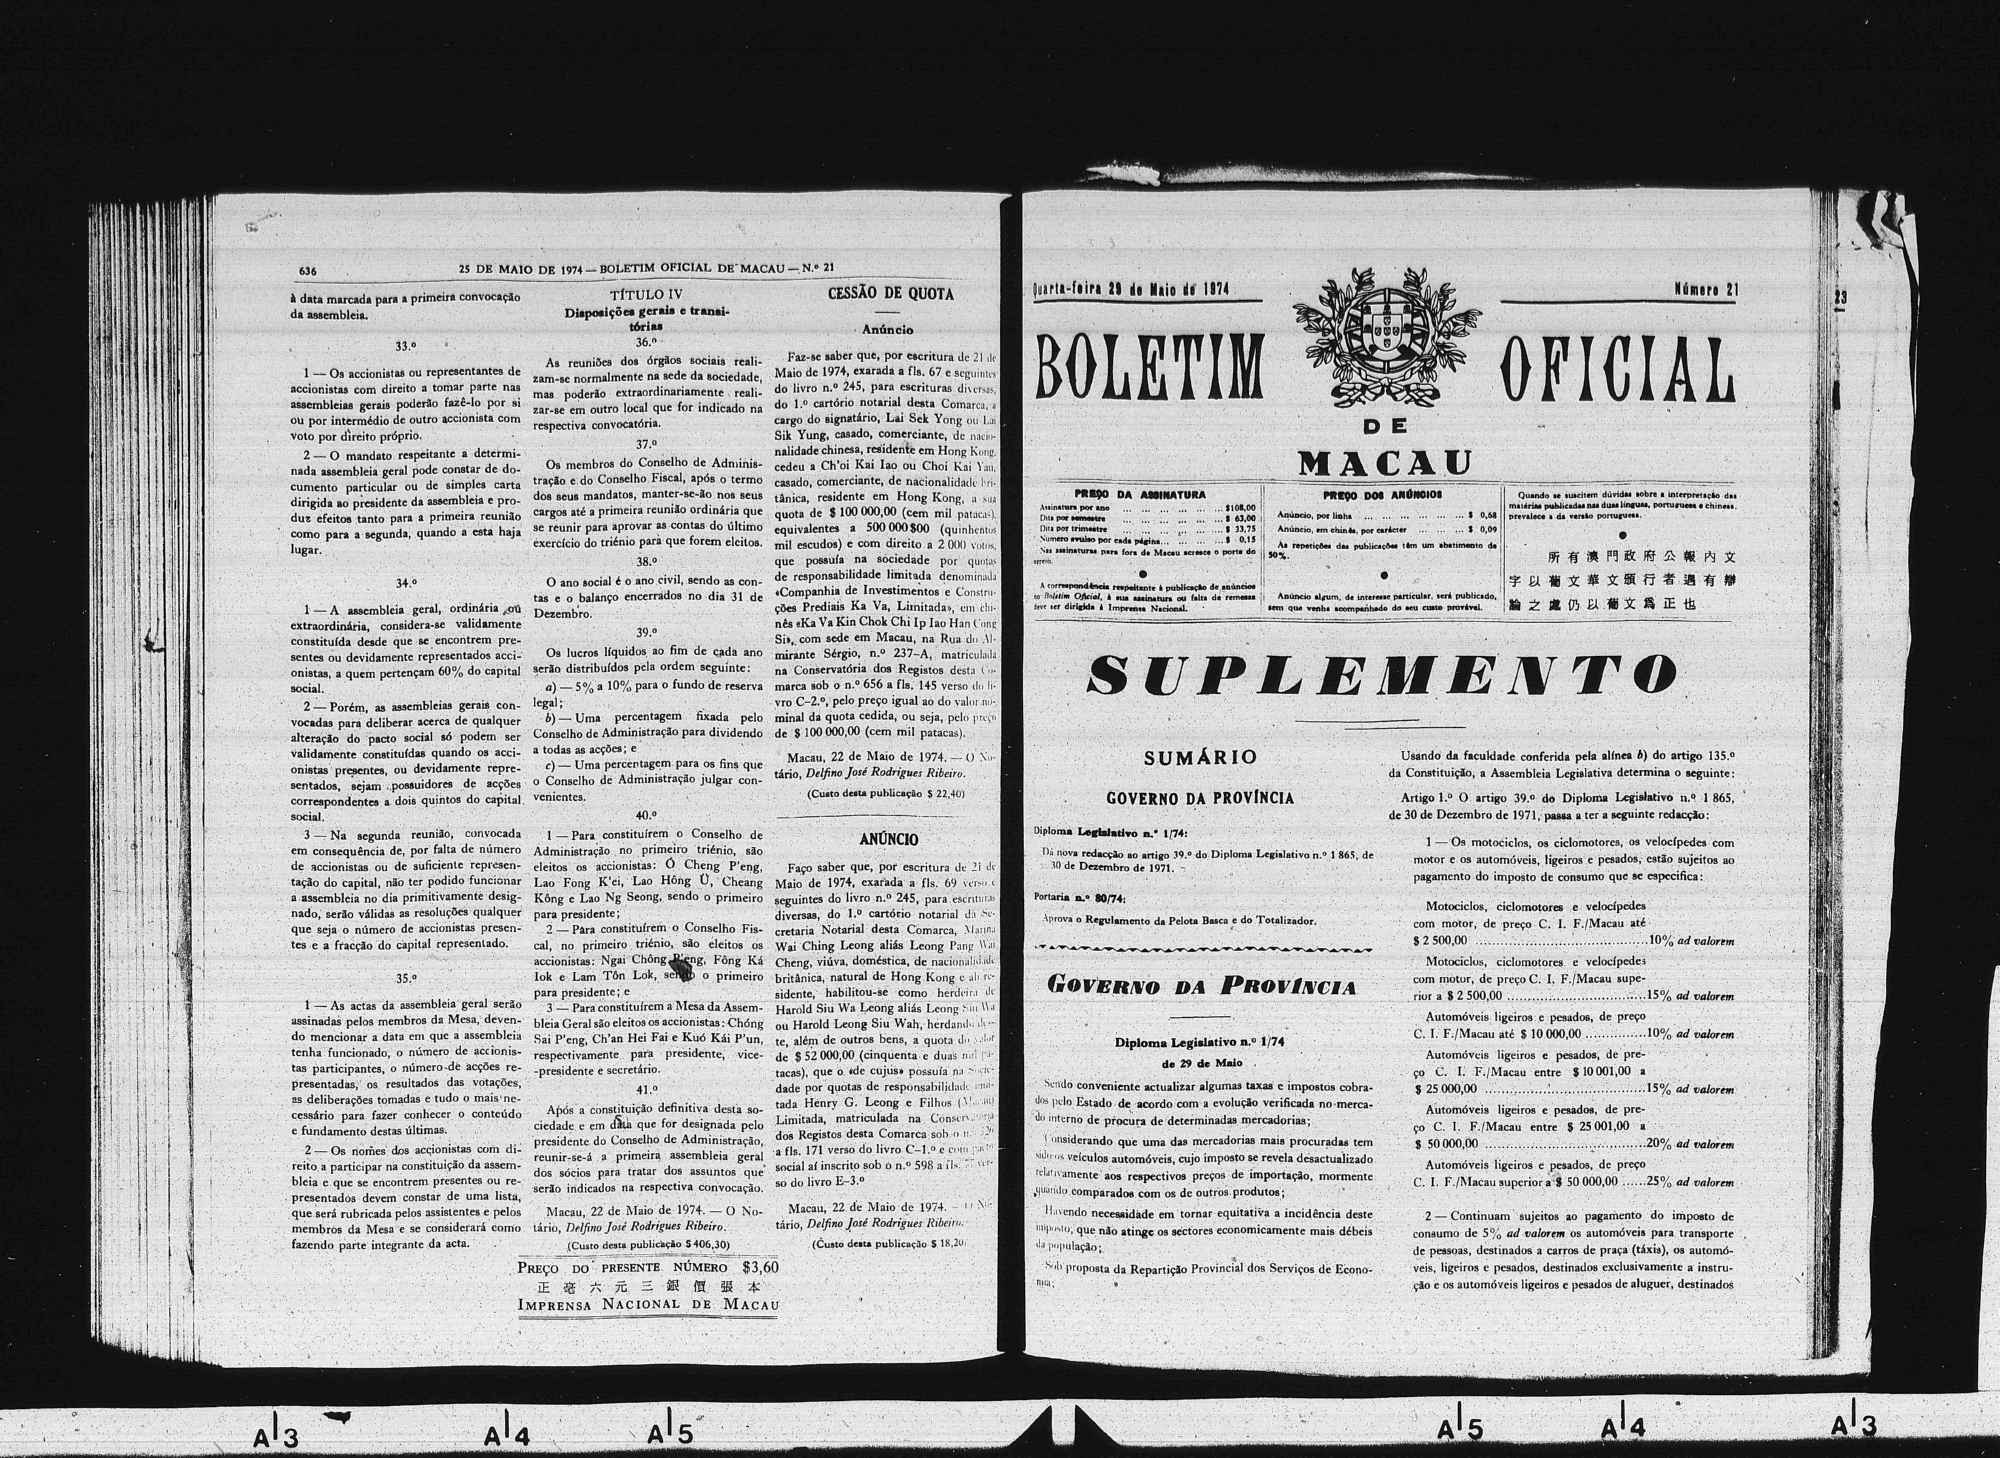 636
25 DE MAIO DE 1974 — BOLETIM OFICIAL DE MACAU — N.º 21
à data marcada para a primeira convocação
da assembleia.
33.º
1 — Os accionistas ou representantes de
accionistas com direito a tomar parte nas
assembleias gerais poderão fazê-lo por si
ou por intermédio de outro accionista com
voto por direito próprio.
2 — O mandato respeitante a determi-
nada assembleia geral pode constar de do-
cumento particular ou de simples carta
dirigida ao presidente da assembleia e pro-
duz efeitos tanto para a primeira reunião
como para a segunda, quando a esta haja
lugar.
34.º
1 — A assembleia geral, ordinária ou
extraordinária, considera-se validamente
constituída desde que se encontrem pre-
sentes ou devidamente representados acci-
onistas, a quem pertençam 60% do capital
social.
2 — Porém, as assembleias gerais con-
vocadas para deliberar acerca de qualquer
alteração do pacto social só podem ser
validamente constituídas quando os acci-
onistas presentes, ou devidamente repre-
sentados, sejam possuidores de acções
correspondentes a dois quintos do capital
social.
3 — Na segunda reunião, convocada
em consequência de, por falta de número
de accionistas ou de suficiente represen-
tação do capital, não ter podido funcionar
a assembleia no dia primitivamente desig-
nado, serão válidas as resoluções qualquer
que seja o número de accionistas presen-
tes e a fracção do capital representado.
35.º
1 — As actas da assembleia geral serão
assinadas pelos membros da Mesa, deven-
do mencionar a data em que a assembleia
tenha funcionado, o número de accionis-
tas participantes, o número de acções re-
presentadas, os resultados das votações,
as deliberações tomadas e tudo o mais ne-
cessário para fazer conhecer o conteúdo
e fundamento destas últimas.
2 — Os nomes dos accionistas com di-
reito a participar na constituição da assem-
bleia e que se encontrem presentes ou re-
presentados devem constar de uma lista,
que será rubricada pelos assistentes e pelos
membros da Mesa e se considerará como
fazendo parte integrante da acta.
TÍTULO IV
Disposições gerais e transi-
tórias
36.º
As reuniões dos órgãos sociais reali-
zam-se normalmente na sede da sociedade,
mas poderão extraordinariamente reali-
zar-se em outro local que for indicado na
respectiva convocatória.
37.º
Os membros do Conselho de Adminis-
tração e do Conselho Fiscal, após o termo
dos seus mandatos, manter-se-ão nos seus
cargos até a primeira reunião ordinária que
se reunir para aprovar as contas do último
exercício do triénio para que forem eleitos.
38.º
O ano social é o ano civil, sendo as con-
tas e o balanço encerrados no dia 31 de
Dezembro.
39.º
Os lucros líquidos ao fim de cada ano
serão distribuídos pela ordem seguinte:
a) — 5% a 10% para o fundo de reserva
legal;
b) — Uma percentagem fixada pelo
Conselho de Administração para dividendo
a todas as acções; e
c) — Uma percentagem para os fins que
o Conselho de Administração julgar con-
venientes.
40.º
1 — Para constituírem o Conselho de
Administração no primeiro triénio, são
eleitos os accionistas: Ó Cheng P'eng,
Lao Fong K'ei, Lao Hông Ü, Cheang
Kông e Lao Ng Seong, sendo o primeiro
para presidente;
2 — Para constituírem o Conselho Fis-
cal, no primeiro triénio, são eleitos os
accionistas: Ngai Chông P'eng, Fông Ká
Iok e Lam Tôn Lok, sendo o primeiro
para presidente; e
3 — Para constituírem a Mesa da Assem-
bleia Geral são eleitos os accionistas: Chóng
Sai P'eng, Ch'an Hei Fai e Kuó Kái P'un,
respectivamente para presidente, vice-
-presidente e secretário.
41.º
Após a constituição definitiva desta so-
ciedade e em data que for designada pelo
presidente do Conselho de Administração,
reunir-se-á a primeira assembleia geral
dos sócios para tratar dos assuntos que
serão indicados na respectiva convocação.
Macau, 22 de Maio de 1974. — O No-
tário, Delfino José Rodrigues Ribeiro.
(Custo desta publicação $ 406,30)
CESSÃO DE QUOTA
Anúncio
Faz-se saber que, por escritura de 21 de
Maio de 1974, exarada a fls. 67 e seguintes
do livro n.º 245, para escrituras diversas,
do 1.º cartório notarial desta Comarca, a
cargo do signatário, Lai Sek Yong ou Lai
Sik Yung, casado, comerciante, de nacio-
nalidade chinesa, residente em Hong Kong,
cedeu a Ch'oi Kai Iao ou Choi Kai Yau,
casado, comerciante, de nacionalidade bri-
tânica, residente em Hong Kong, a sua
quota de $ 100 000,00 (cem mil patacas),
equivalentes a 500 000$00 (quinhentos
mil escudos) e com direito a 2 000 votos,
que possuía na sociedade por quotas
de responsabilidade limitada denominada
«Companhia de Investimentos e Constru-
ções Prediais Ka Va, Limitada», em chi-
nês «Ka Va Kin Chok Chi Ip Iao Han Cong
Si», com sede em Macau, na Rua do Al-
mirante Sérgio, n.º 237-A, matriculada
na Conservatória dos Registos desta Co-
marca sob o n.º 656 a fls. 145 verso do li-
vro C-2.º, pelo preço igual ao do valor no-
minal da quota cedida, ou seja, pelo preço
de $ 100 000,00 (cem mil patacas).
Macau, 22 de Maio de 1974. — O No-
tário, Delfino José Rodrigues Ribeiro.
(Custo desta publicação $ 22,40)
ANÚNCIO
Faço saber que, por escritura de 21 de
Maio de 1974, exarada a fls. 69 verso e
seguintes do livro n.º 245, para escrituras
diversas, do 1.º cartório notarial da Se-
cretaria Notarial desta Comarca, Marina
Wai Ching Leong aliás Leong Pang Wai
Cheng, viúva, doméstica, de nacionalidade
britânica, natural de Hong Kong e ali re-
sidente, habilitou-se como herdeira de
Harold Siu Wa Leong aliás Leong Siu Wa
ou Harold Leong Siu Wah, herdando des-
te, além de outros bens, a quota do valor
de $ 52 000,00 (cinquenta e duas mil pa-
tacas), que o «de cujus» possuía na Socie-
dade por quotas de responsabilidade limi-
tada Henry G. Leong e Filhos (Macau)
Limitada, matriculada na Conservatória
dos Registos desta Comarca sob o n.º
a fls. 171 verso do livro C-1.º e com pacto
social aí inscrito sob o n.º 598 a fls. ver-
so do livro E-3.º
Macau, 22 de Maio de 1974. — O No-
tário, Delfino José Rodrigues Ribeiro.
(Custo desta publicação $ 18,20)
PREÇO DO PRESENTE NÚMERO $3,60
正毫六元三銀價張本
IMPRENSA NACIONAL DE MACAU
Quarta-feira 29 de Maio de 1974
Número 21
BOLETIM OFICIAL
DE
MACAU
PREÇO DA ASSINATURA
Assinatura por ano ... $108,00
Dita por semestre ... $ 63,00
Dita por trimestre ... $ 33,75
Número avulso por cada página ... $ 0,15
Nas assinaturas para fora de Macau acresce o porte do
correio.
A correspondência respeitante à publicação de anúncios
no Boletim Oficial, à sua assinatura ou falta de remessa
deve ser dirigida à Imprensa Nacional.
PREÇO DOS ANÚNCIOS
Anúncio, por linha ... $ 0,68
Anúncio, em chinês, por carácter ... $ 0,09
As repetições das publicações têm um abatimento de
50%.
Anúncio algum, de interesse particular, será publicado,
sem que venha acompanhado do seu custo provável.
Quando se suscitem dúvidas sobre a interpretação das
matérias publicadas nas duas línguas, portuguesa e chinesa,
prevalece a da versão portuguesa.
所有澳門政府公報內文
字以葡文華文頒行者遇有辯
論之處仍以葡文為正也
SUPLEMENTO
SUMÁRIO
GOVERNO DA PROVÍNCIA
Diploma Legislativo n.º 1/74:
Dá nova redacção ao artigo 39.º do Diploma Legislativo n.º 1 865, de
30 de Dezembro de 1971.
Portaria n.º 80/74:
Aprova o Regulamento da Pelota Basca e do Totalizador.
GOVERNO DA PROVÍNCIA
Diploma Legislativo n.º 1/74
de 29 de Maio
Sendo conveniente actualizar algumas taxas e impostos cobra-
dos pelo Estado de acordo com a evolução verificada no merca-
do interno de procura de determinadas mercadorias;
Considerando que uma das mercadorias mais procuradas tem
sido os veículos automóveis, cujo imposto se revela desactualizado
relativamente aos respectivos preços de importação, mormente
quando comparados com os de outros produtos;
Havendo necessidade em tornar equitativa a incidência deste
imposto, que não atinge os sectores economicamente mais débeis
da população;
Sob proposta da Repartição Provincial dos Serviços de Econo-
mia;
Usando da faculdade conferida pela alínea b) do artigo 135.º
da Constituição, a Assembleia Legislativa determina o seguinte:
Artigo 1.º O artigo 39.º do Diploma Legislativo n.º 1 865,
de 30 de Dezembro de 1971, passa a ter a seguinte redacção:
1 — Os motociclos, os ciclomotores, os velocípedes com
motor e os automóveis, ligeiros e pesados, estão sujeitos ao
pagamento do imposto de consumo que se especifica:
Motociclos, ciclomotores e velocípedes
com motor, de preço C. I. F./Macau até
$ 2 500,00 ... 10% ad valorem
Motociclos, ciclomotores e velocípedes
com motor, de preço C. I. F./Macau supe-
rior a $ 2 500,00 ... 15% ad valorem
Automóveis ligeiros e pesados, de preço
C. I. F./Macau até $ 10 000,00 ... 10% ad valorem
Automóveis ligeiros e pesados, de pre-
ço C. I. F./Macau entre $ 10 001,00 a
$ 25 000,00 ... 15% ad valorem
Automóveis ligeiros e pesados, de pre-
ço C. I. F./Macau entre $ 25 001,00 a
$ 50 000,00 ... 20% ad valorem
Automóveis ligeiros e pesados, de preço
C. I. F./Macau superior a $ 50 000,00 ... 25% ad valorem
2 — Continuam sujeitos ao pagamento do imposto de
consumo de 5% ad valorem os automóveis para transporte
de pessoas, destinados a carros de praça (táxis), os automó-
veis, ligeiros e pesados, destinados exclusivamente a instru-
ção e os automóveis ligeiros e pesados de aluguer, destinados
23
A3 A4 A5 A5 A4 A3